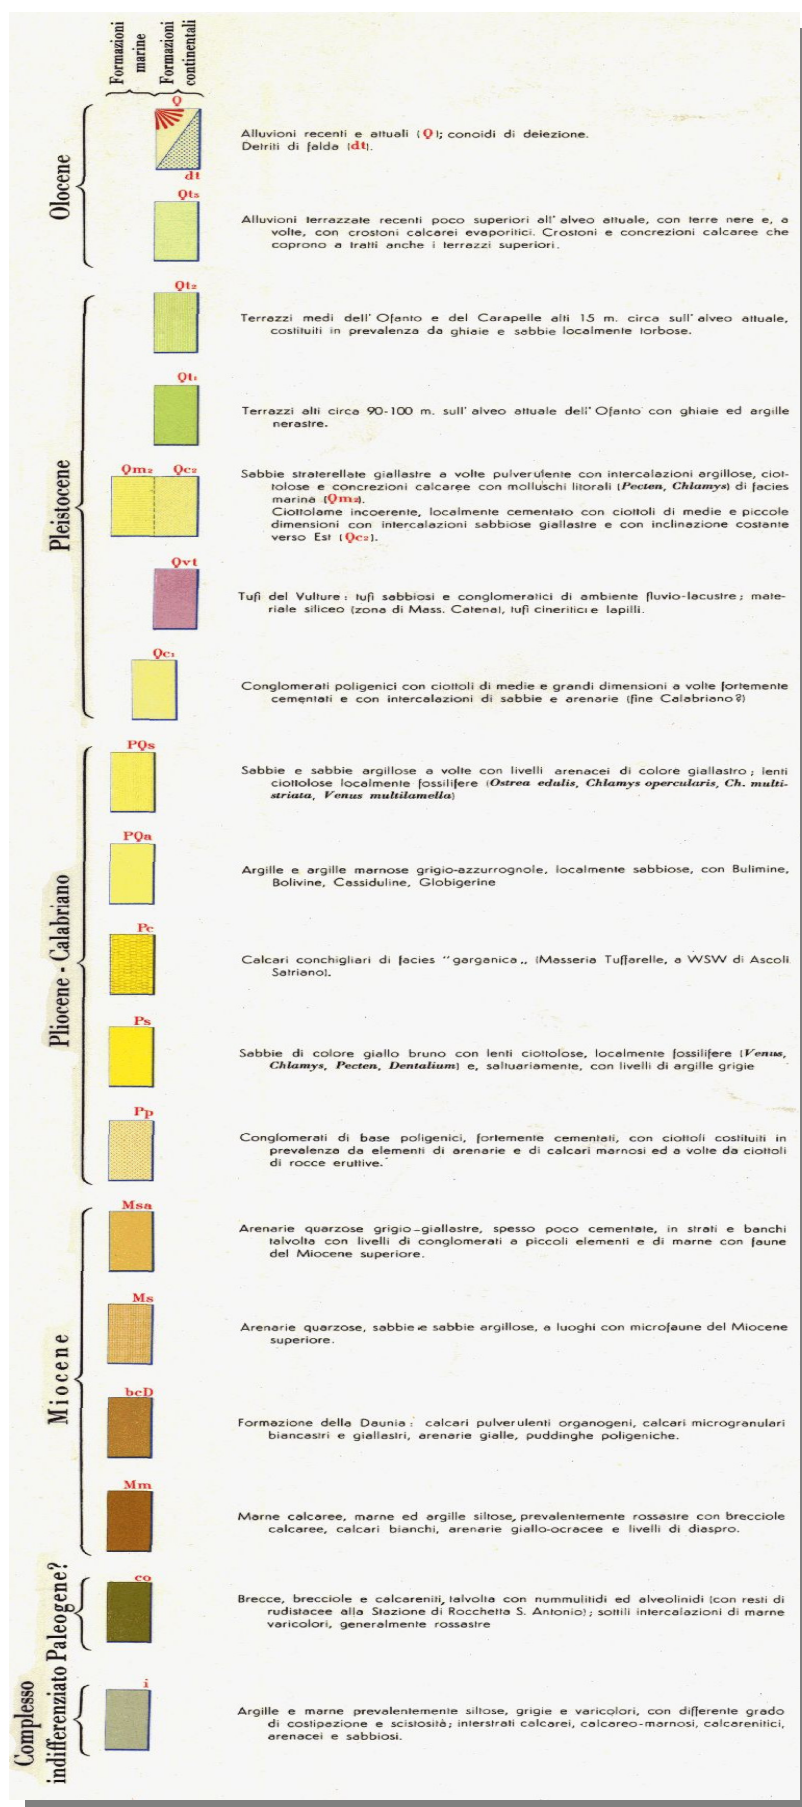 Formazioni
marine
Formazioni
continentali
Olocene
Q
dt
Alluvioni recenti e attuali (Q); conoidi di deiezione.
Detriti di falda (dt).
Qt₃
Alluvioni terrazzate recenti poco superiori all'alveo attuale, con terre nere e, a
volte, con crostoni calcarei evaporitici. Crostoni e concrezioni calcaree che
coprono a tratti anche i terrazzi superiori.
Pleistocene
Qt₂
Terrazzi medi dell'Ofanto e del Carapelle alti 15 m. circa sull'alveo attuale,
costituiti in prevalenza da ghiaie e sabbie localmente torbose.
Qt₁
Terrazzi alti circa 90-100 m. sull'alveo attuale dell'Ofanto con ghiaie ed argille
nerastre.
Qm₂ Qc₂
Sabbie straterellate giallastre a volte pulverulente con intercalazioni argillose, ciot-
tolose e concrezioni calcaree con molluschi litorali (Pecten, Chlamys) di facies
marina (Qm₂).
Ciottolame incoerente, localmente cementato con ciottoli di medie e piccole
dimensioni con intercalazioni sabbiose giallastre e con inclinazione costante
verso Est (Qc₂).
Qvt
Tufi del Vulture: tufi sabbiosi e conglomeratici di ambiente fluvio-lacustre; mate-
riale siliceo (zona di Mass. Catena), tufi cineritici e lapilli.
Qc₁
Conglomerati poligenici con ciottoli di medie e grandi dimensioni a volte fortemente
cementati e con intercalazioni di sabbie e arenarie (fine Calabriano?)
Pliocene - Calabriano
PQs
Sabbie e sabbie argillose a volte con livelli arenacei di colore giallastro; lenti
ciottolose localmente fossilifere (Ostrea edulis, Chlamys opercularis, Ch. multi-
striata, Venus multilamella)
PQa
Argille e argille marnose grigio-azzurrognole, localmente sabbiose, con Bulimine,
Bolivine, Cassiduline, Globigerine
Pc
Calcari conchigliari di facies "garganica,, (Masseria Tuffarelle, a WSW di Ascoli
Satriano).
Ps
Sabbie di colore giallo bruno con lenti ciottolose, localmente fossilifere (Venus,
Chlamys, Pecten, Dentalium) e, saltuariamente, con livelli di argille grigie
Pp
Conglomerati di base poligenici, fortemente cementati, con ciottoli costituiti in
prevalenza da elementi di arenarie e di calcari marnosi ed a volte da ciottoli
di rocce eruttive.
Miocene
Msa
Arenarie quarzose grigio-giallastre, spesso poco cementate, in strati e banchi
talvolta con livelli di conglomerati a piccoli elementi e di marne con faune
del Miocene superiore.
Ms
Arenarie quarzose, sabbie e sabbie argillose, a luoghi con microfaune del Miocene
superiore.
bcD
Formazione della Daunia: calcari pulverulenti organogeni, calcari microgranulari
biancastri e giallastri, arenarie gialle, puddinghe poligeniche.
Mm
Marne calcaree, marne ed argille siltose, prevalentemente rossastre con brecciole
calcaree, calcari bianchi, arenarie giallo-ocracee e livelli di diaspro.
Paleogene?
co
Brecce, brecciole e calcareniti, talvolta con nummulitidi ed alveolinidi (con resti di
rudistacee alla Stazione di Rocchetta S. Antonio); sottili intercalazioni di marne
varicolori, generalmente rossastre
Complesso
indifferenziato
i
Argille e marne prevalentemente siltose, grigie e varicolori, con differente grado
di costipazione e scistosità; interstrati calcarei, calcareo-marnosi, calcarenitici,
arenacei e sabbiosi.